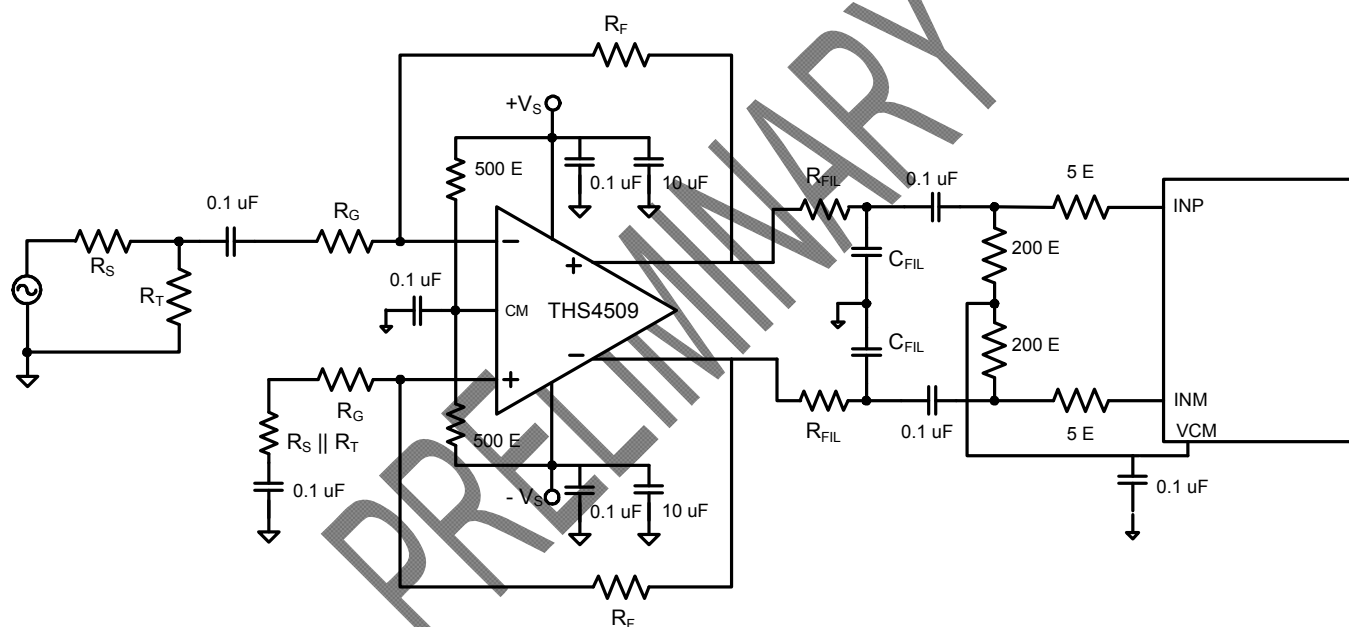 R_F
+V_S
500 E
0.1 uF
10 uF
R_FIL
0.1 uF
5 E
0.1 uF
R_G
INP
R_S
200 E
C_FIL
R_T
0.1 uF
−
+
CM
THS4509
−
+
C_FIL
200 E
R_G
R_S || R_T
500 E
R_FIL
0.1 uF
5 E
INM
VCM
0.1 uF
- V_S
0.1 uF
10 uF
0.1 uF
R_F
PRELIMINARY